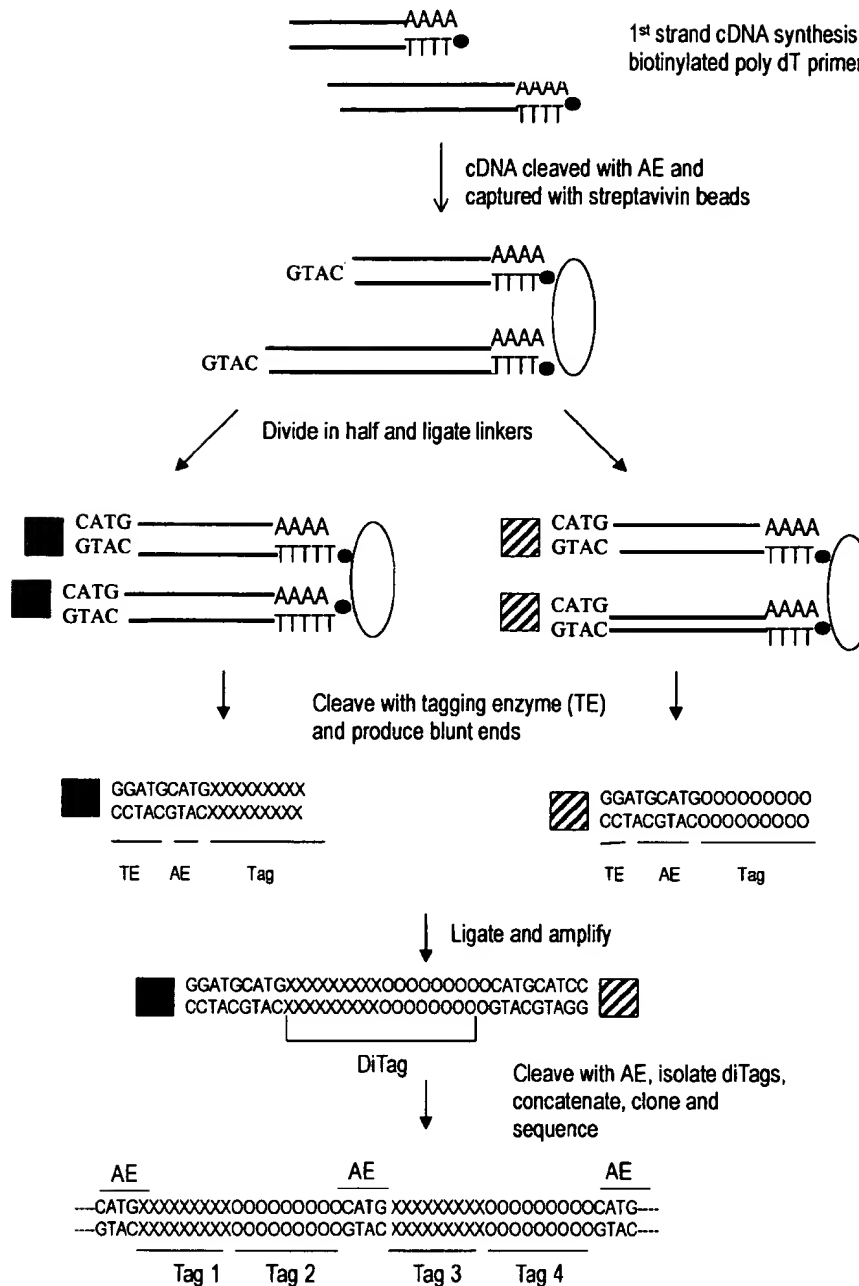 AAAA
TTTT
1st strand cDNA synthesis
biotinylated poly dT primer
AAAA
TTTT
cDNA cleaved with AE and
captured with streptavivin beads
AAAA
GTAC
TTTT
AAAA
GTAC
TTTT
Divide in half and ligate linkers
CATG AAAA
GTAC TTTTT
CATG AAAA
GTAC TTTTT
CATG AAAA
GTAC TTTT
CATG AAAA
GTAC TTTT
Cleave with tagging enzyme (TE)
and produce blunt ends
GGATGCATGXXXXXXXXX
CCTACGTACXXXXXXXXX
TE AE Tag
GGATGCATGOOOOOOOOO
CCTACGTACOOOOOOOOO
TE AE Tag
Ligate and amplify
GGATGCATGXXXXXXXXXOOOOOOOOOCATGCATCC
CCTACGTACXXXXXXXXXOOOOOOOOOGTACGTAGG
DiTag
Cleave with AE, isolate diTags,
concatenate, clone and
sequence
AE AE AE
----CATGXXXXXXXXXOOOOOOOOOCATGXXXXXXXXXOOOOOOOOOCATG----
----GTACXXXXXXXXXOOOOOOOOOGTACXXXXXXXXXOOOOOOOOOGTAC----
Tag 1 Tag 2 Tag 3 Tag 4